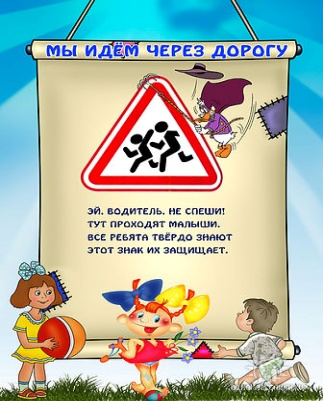 МЫ ИДЁМ ЧЕРЕЗ ДОРОГУ
ЭЙ, ВОДИТЕЛЬ, НЕ СПЕШИ!
ТУТ ПРОХОДЯТ МАЛЫШИ.
ВСЕ РЕБЯТА ТВЁРДО ЗНАЮТ
ЭТОТ ЗНАК ИХ ЗАЩИЩАЕТ.